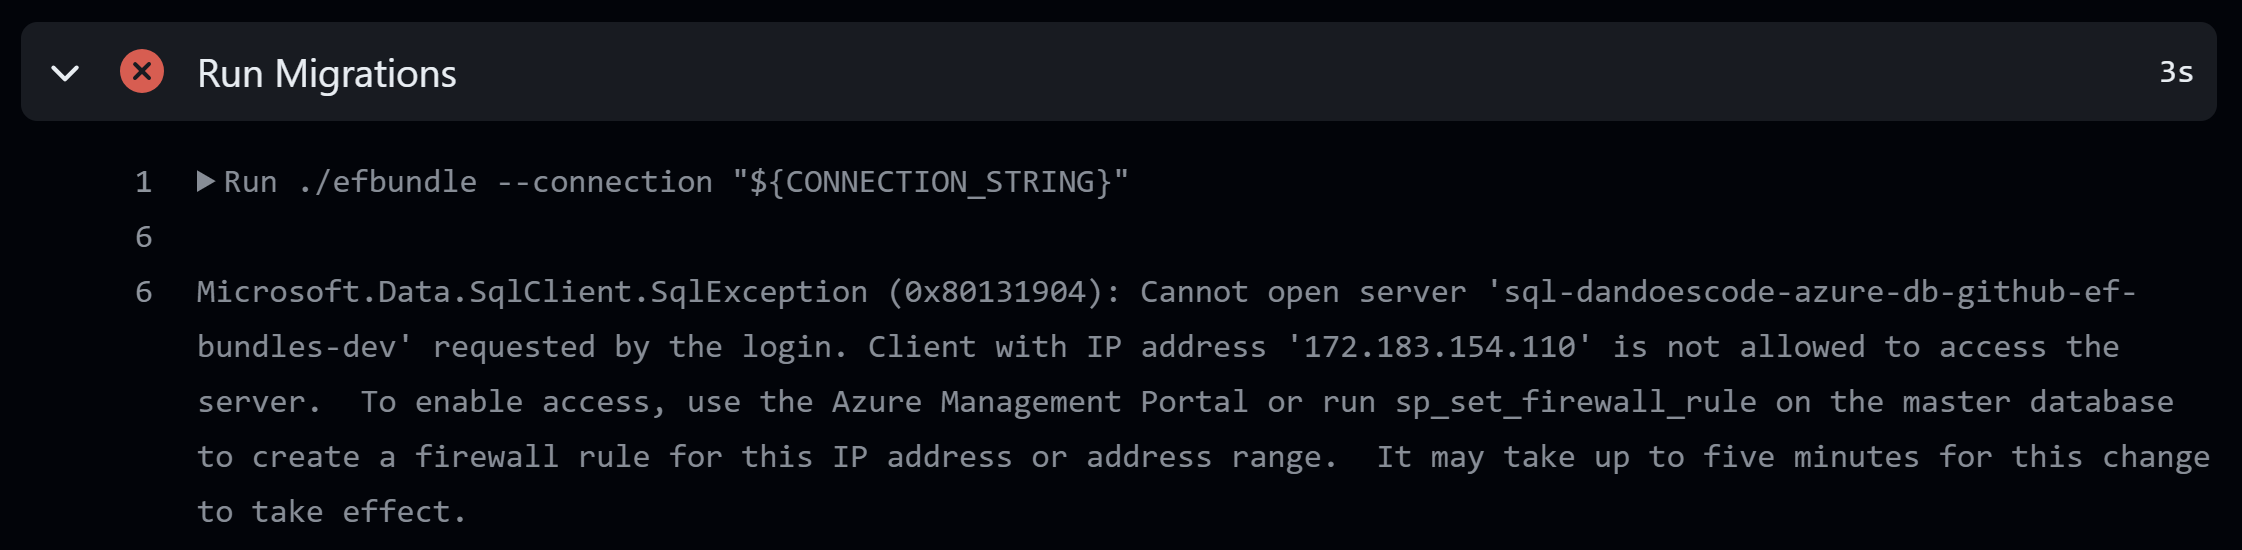 Run Migrations 3s
1 Run ./efbundle --connection "${CONNECTION_STRING}"
6
6 Microsoft.Data.SqlClient.SqlException (0x80131904): Cannot open server 'sql-dandoescode-azure-db-github-ef-
bundles-dev' requested by the login. Client with IP address '172.183.154.110' is not allowed to access the
server.  To enable access, use the Azure Management Portal or run sp_set_firewall_rule on the master database
to create a firewall rule for this IP address or address range.  It may take up to five minutes for this change
to take effect.